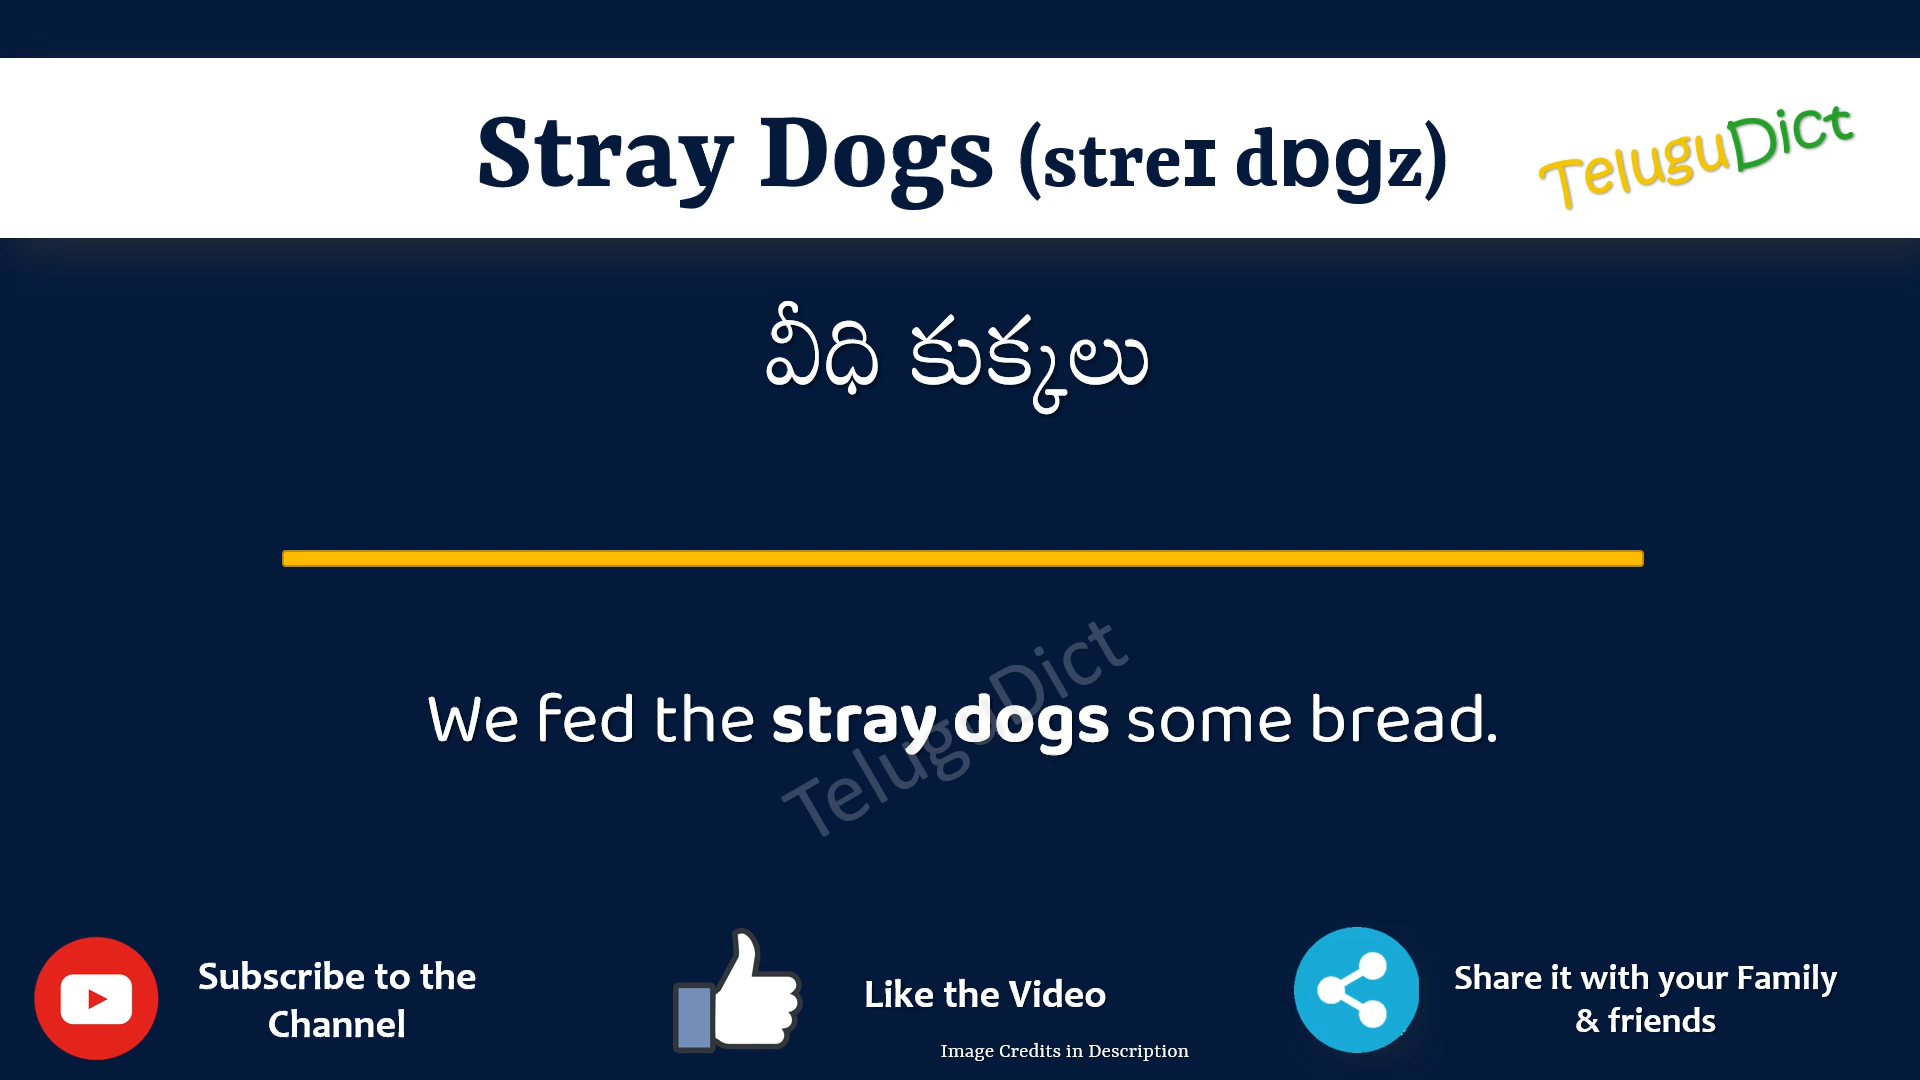 Stray Dogs (streɪ dɒgz)
TeluguDict
వీధి కుక్కలు
We fed the stray dogs some bread.
TeluguDict
Subscribe to the
Channel
Like the Video
Share it with your Family
& friends
Image Credits in Description